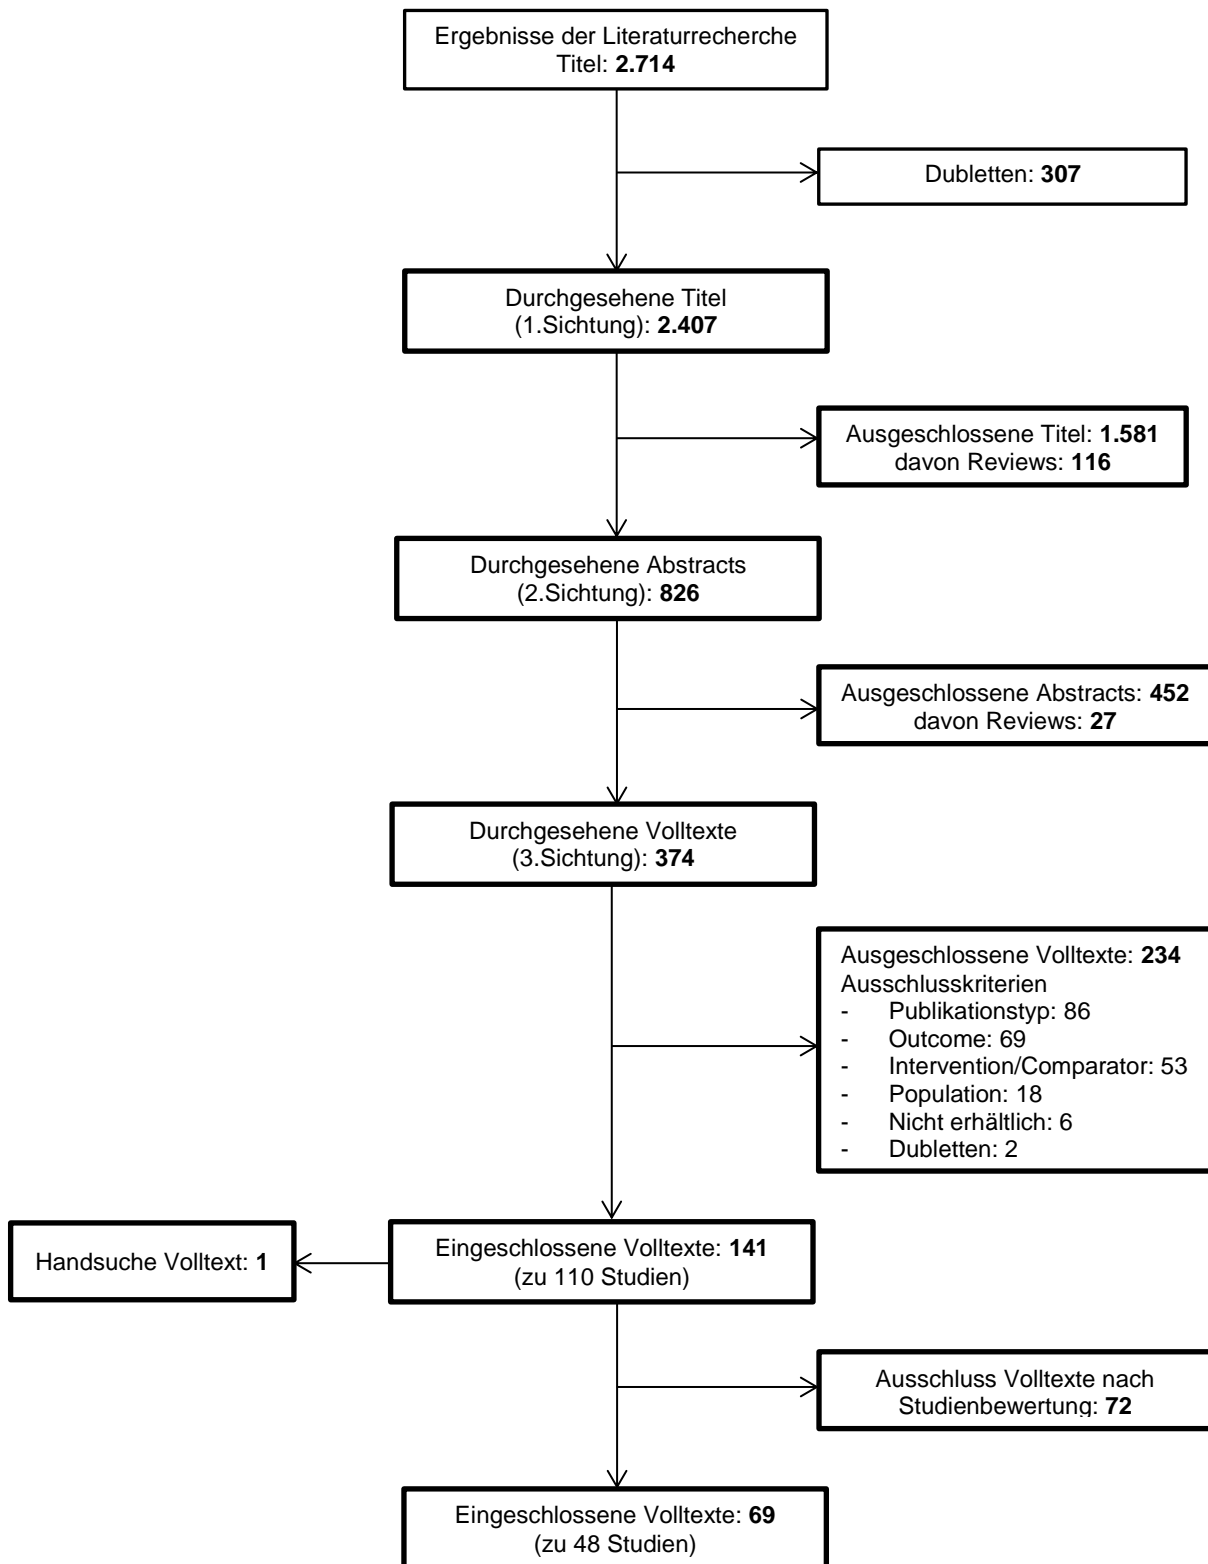 Ergebnisse der Literaturrecherche
Titel: 2.714
Dubletten: 307
Durchgesehene Titel
(1.Sichtung): 2.407
Ausgeschlossene Titel: 1.581
davon Reviews: 116
Durchgesehene Abstracts
(2.Sichtung): 826
Ausgeschlossene Abstracts: 452
davon Reviews: 27
Durchgesehene Volltexte
(3.Sichtung): 374
Ausgeschlossene Volltexte: 234
Ausschlusskriterien
- Publikationstyp: 86
- Outcome: 69
- Intervention/Comparator: 53
- Population: 18
- Nicht erhältlich: 6
- Dubletten: 2
Handsuche Volltext: 1
Eingeschlossene Volltexte: 141
(zu 110 Studien)
Ausschluss Volltexte nach
Studienbewertung: 72
Eingeschlossene Volltexte: 69
(zu 48 Studien)